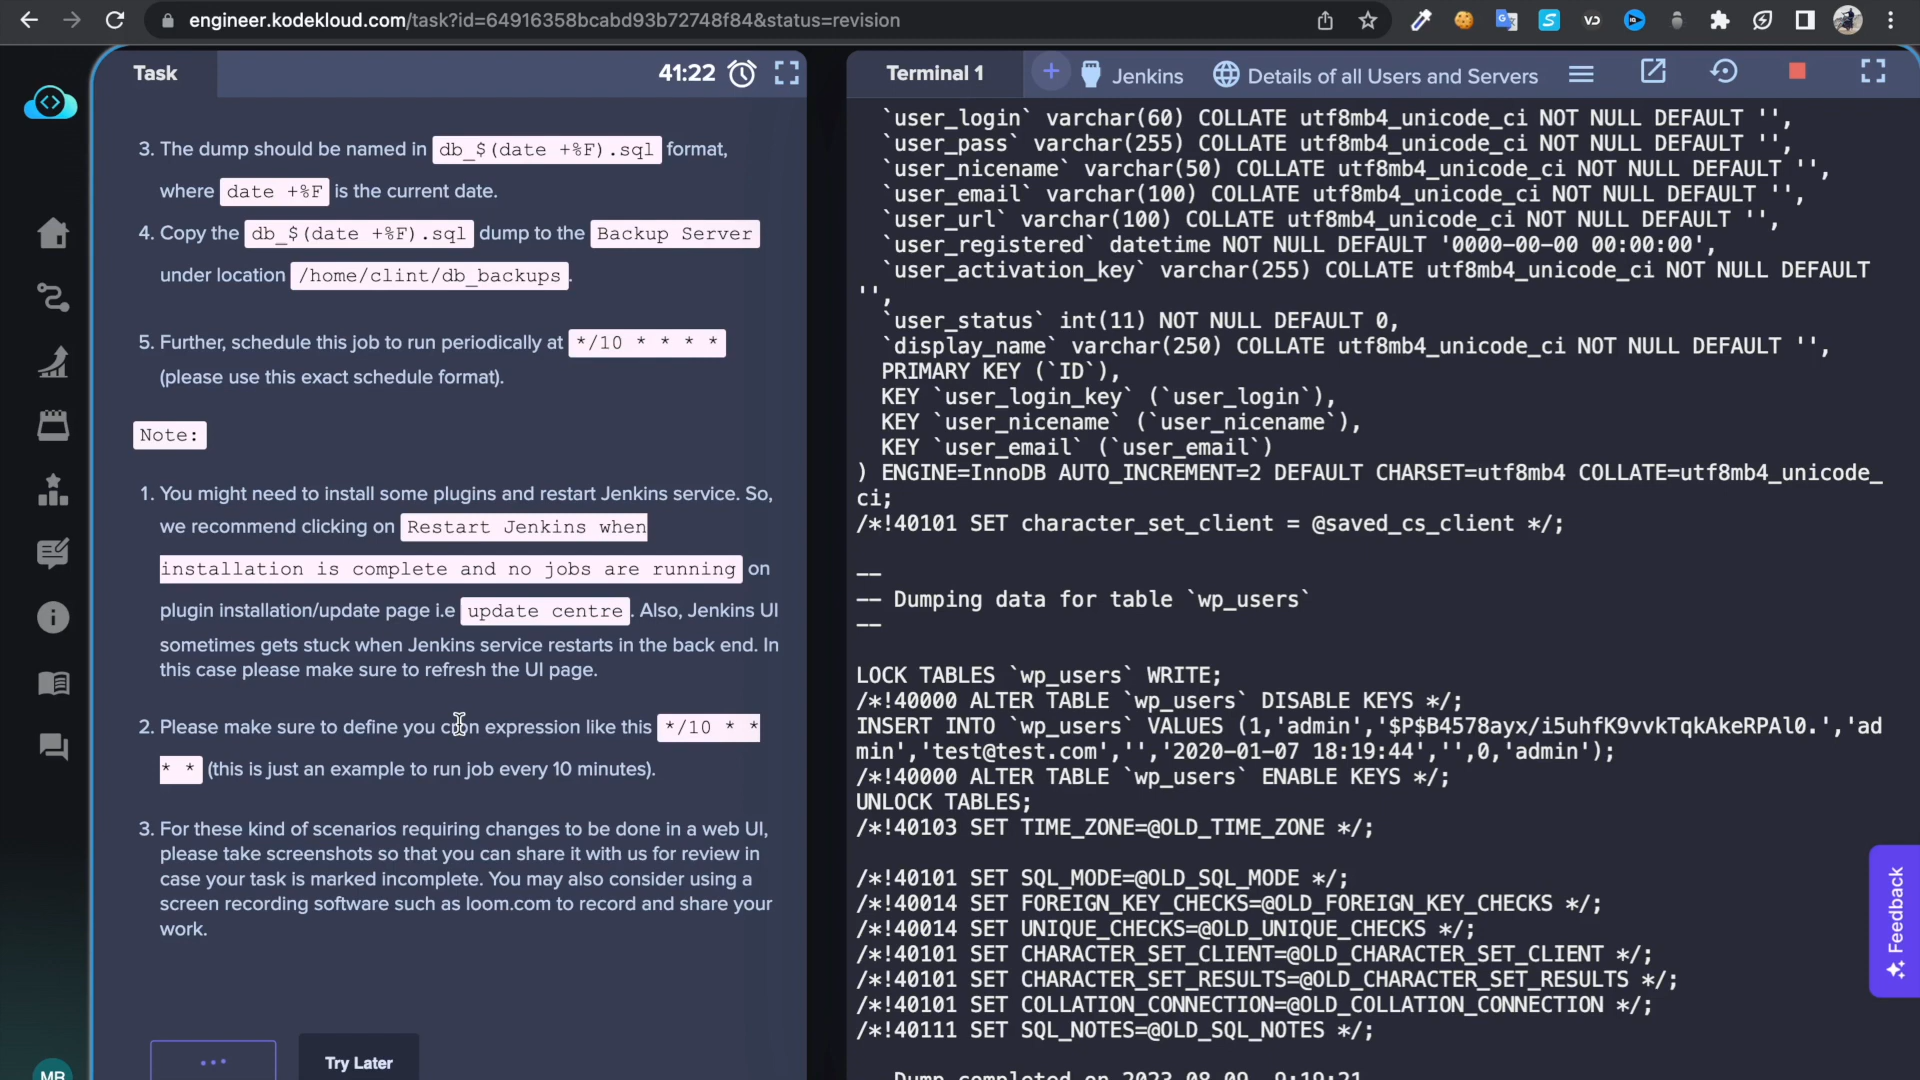 engineer.kodekloud.com/task?id=64916358bcabd93b72748f84&status=revision
Task
41:22
3. The dump should be named in db_$(date +%F).sql format,
where date +%F is the current date.
4. Copy the db_$(date +%F).sql dump to the Backup Server
under location /home/clint/db_backups.
5. Further, schedule this job to run periodically at */10 * * * *
(please use this exact schedule format).
Note:
1. You might need to install some plugins and restart Jenkins service. So,
we recommend clicking on Restart Jenkins when
installation is complete and no jobs are running on
plugin installation/update page i.e update centre. Also, Jenkins UI
sometimes gets stuck when Jenkins service restarts in the back end. In
this case please make sure to refresh the UI page.
2. Please make sure to define you cron expression like this */10 * *
* * (this is just an example to run job every 10 minutes).
3. For these kind of scenarios requiring changes to be done in a web UI,
please take screenshots so that you can share it with us for review in
case your task is marked incomplete. You may also consider using a
screen recording software such as loom.com to record and share your
work.
...
Try Later
MB
Terminal 1
+
Jenkins
Details of all Users and Servers
`user_login` varchar(60) COLLATE utf8mb4_unicode_ci NOT NULL DEFAULT '',
`user_pass` varchar(255) COLLATE utf8mb4_unicode_ci NOT NULL DEFAULT '',
`user_nicename` varchar(50) COLLATE utf8mb4_unicode_ci NOT NULL DEFAULT '',
`user_email` varchar(100) COLLATE utf8mb4_unicode_ci NOT NULL DEFAULT '',
`user_url` varchar(100) COLLATE utf8mb4_unicode_ci NOT NULL DEFAULT '',
`user_registered` datetime NOT NULL DEFAULT '0000-00-00 00:00:00',
`user_activation_key` varchar(255) COLLATE utf8mb4_unicode_ci NOT NULL DEFAULT
'',
`user_status` int(11) NOT NULL DEFAULT 0,
`display_name` varchar(250) COLLATE utf8mb4_unicode_ci NOT NULL DEFAULT '',
PRIMARY KEY (`ID`),
KEY `user_login_key` (`user_login`),
KEY `user_nicename` (`user_nicename`),
KEY `user_email` (`user_email`)
) ENGINE=InnoDB AUTO_INCREMENT=2 DEFAULT CHARSET=utf8mb4 COLLATE=utf8mb4_unicode_
ci;
/*!40101 SET character_set_client = @saved_cs_client */;
--
-- Dumping data for table `wp_users`
--
LOCK TABLES `wp_users` WRITE;
/*!40000 ALTER TABLE `wp_users` DISABLE KEYS */;
INSERT INTO `wp_users` VALUES (1,'admin','$P$B4578ayx/i5uhfK9vvkTqkAkeRPAl0.','ad
min','test@test.com','','2020-01-07 18:19:44','',0,'admin');
/*!40000 ALTER TABLE `wp_users` ENABLE KEYS */;
UNLOCK TABLES;
/*!40103 SET TIME_ZONE=@OLD_TIME_ZONE */;
/*!40101 SET SQL_MODE=@OLD_SQL_MODE */;
/*!40014 SET FOREIGN_KEY_CHECKS=@OLD_FOREIGN_KEY_CHECKS */;
/*!40014 SET UNIQUE_CHECKS=@OLD_UNIQUE_CHECKS */;
/*!40101 SET CHARACTER_SET_CLIENT=@OLD_CHARACTER_SET_CLIENT */;
/*!40101 SET CHARACTER_SET_RESULTS=@OLD_CHARACTER_SET_RESULTS */;
/*!40101 SET COLLATION_CONNECTION=@OLD_COLLATION_CONNECTION */;
/*!40111 SET SQL_NOTES=@OLD_SQL_NOTES */;
Dump completed on 2023-08-09 9:19:21
Feedback